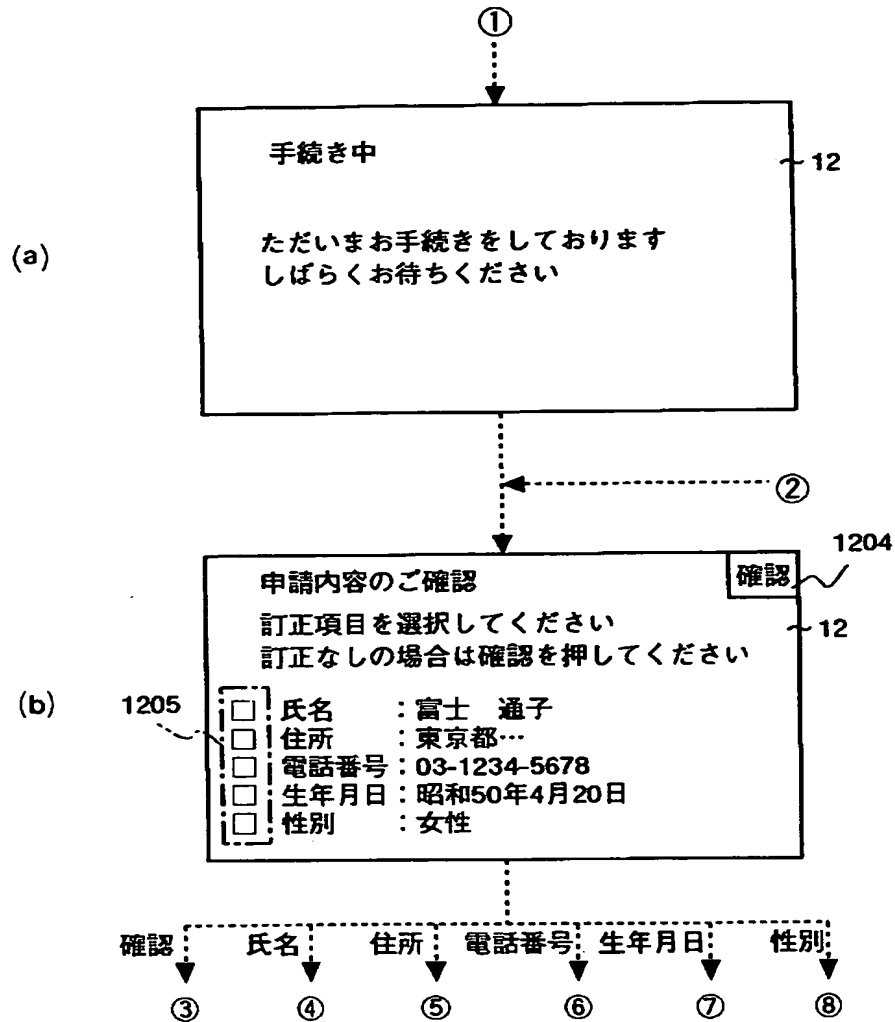 ①
手続き中
12
(a)
ただいまお手続きをしております
しばらくお待ちください
②
1204
申請内容のご確認
確認
訂正項目を選択してください
12
訂正なしの場合は確認を押してください
(b)
1205
□ 氏名 :富士 通子
□ 住所 :東京都…
□ 電話番号:03-1234-5678
□ 生年月日:昭和50年4月20日
□ 性別 :女性
確認 氏名 住所 電話番号 生年月日 性別
③ ④ ⑤ ⑥ ⑦ ⑧